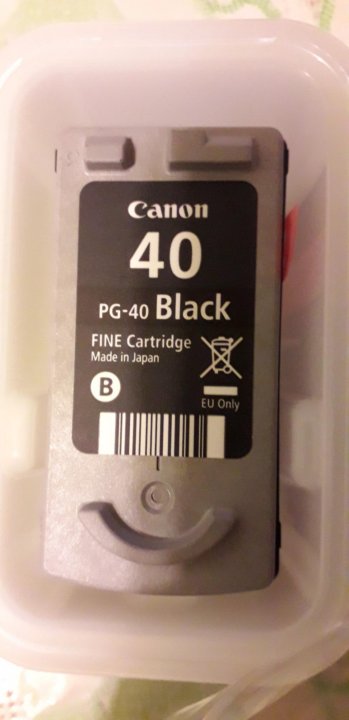 Canon
40
PG-40 Black
FINE Cartridge
Made in Japan
B
EU Only